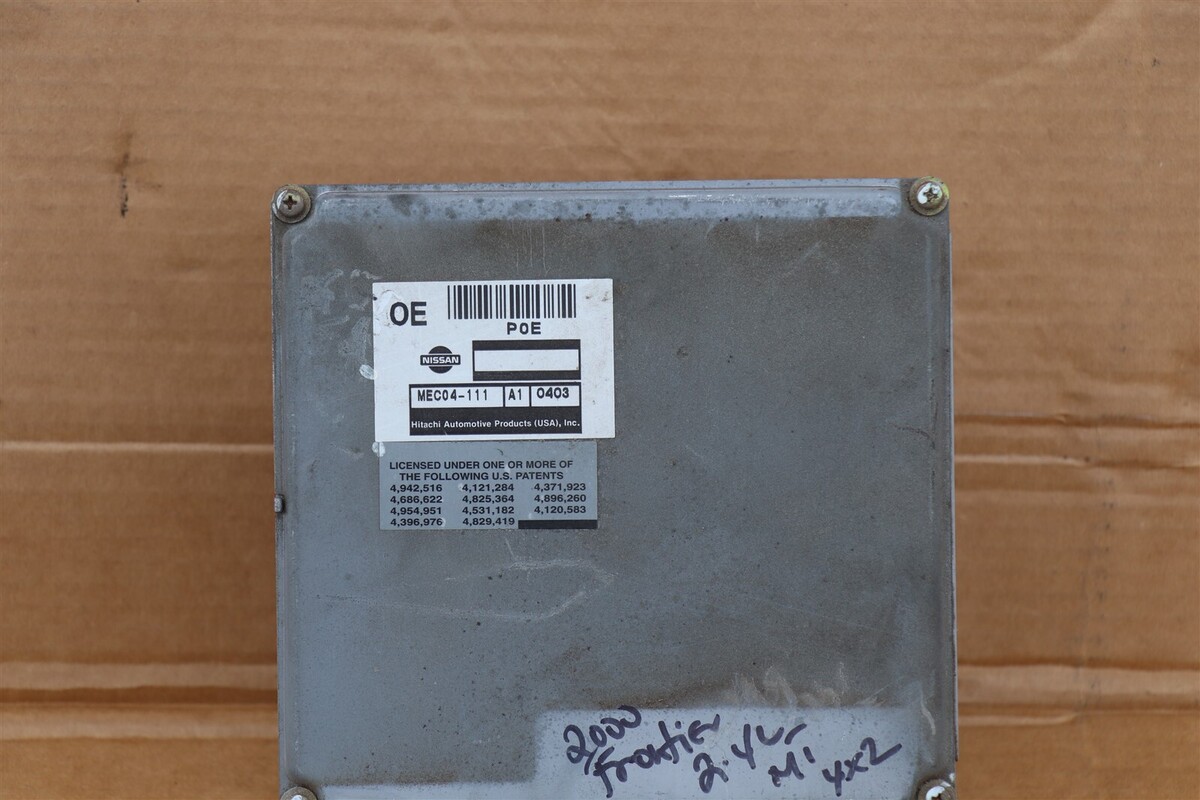 OE
POE
NISSAN
MEC04-111 A1 0403
Hitachi Automotive Products (USA), Inc.
LICENSED UNDER ONE OR MORE OF
THE FOLLOWING U.S. PATENTS
4,942,516 4,121,284 4,371,923
4,686,622 4,825,364 4,896,260
4,954,951 4,531,182 4,120,583
4,396,976 4,829,419
2000
frontier 2.4Lr
M' 4x2